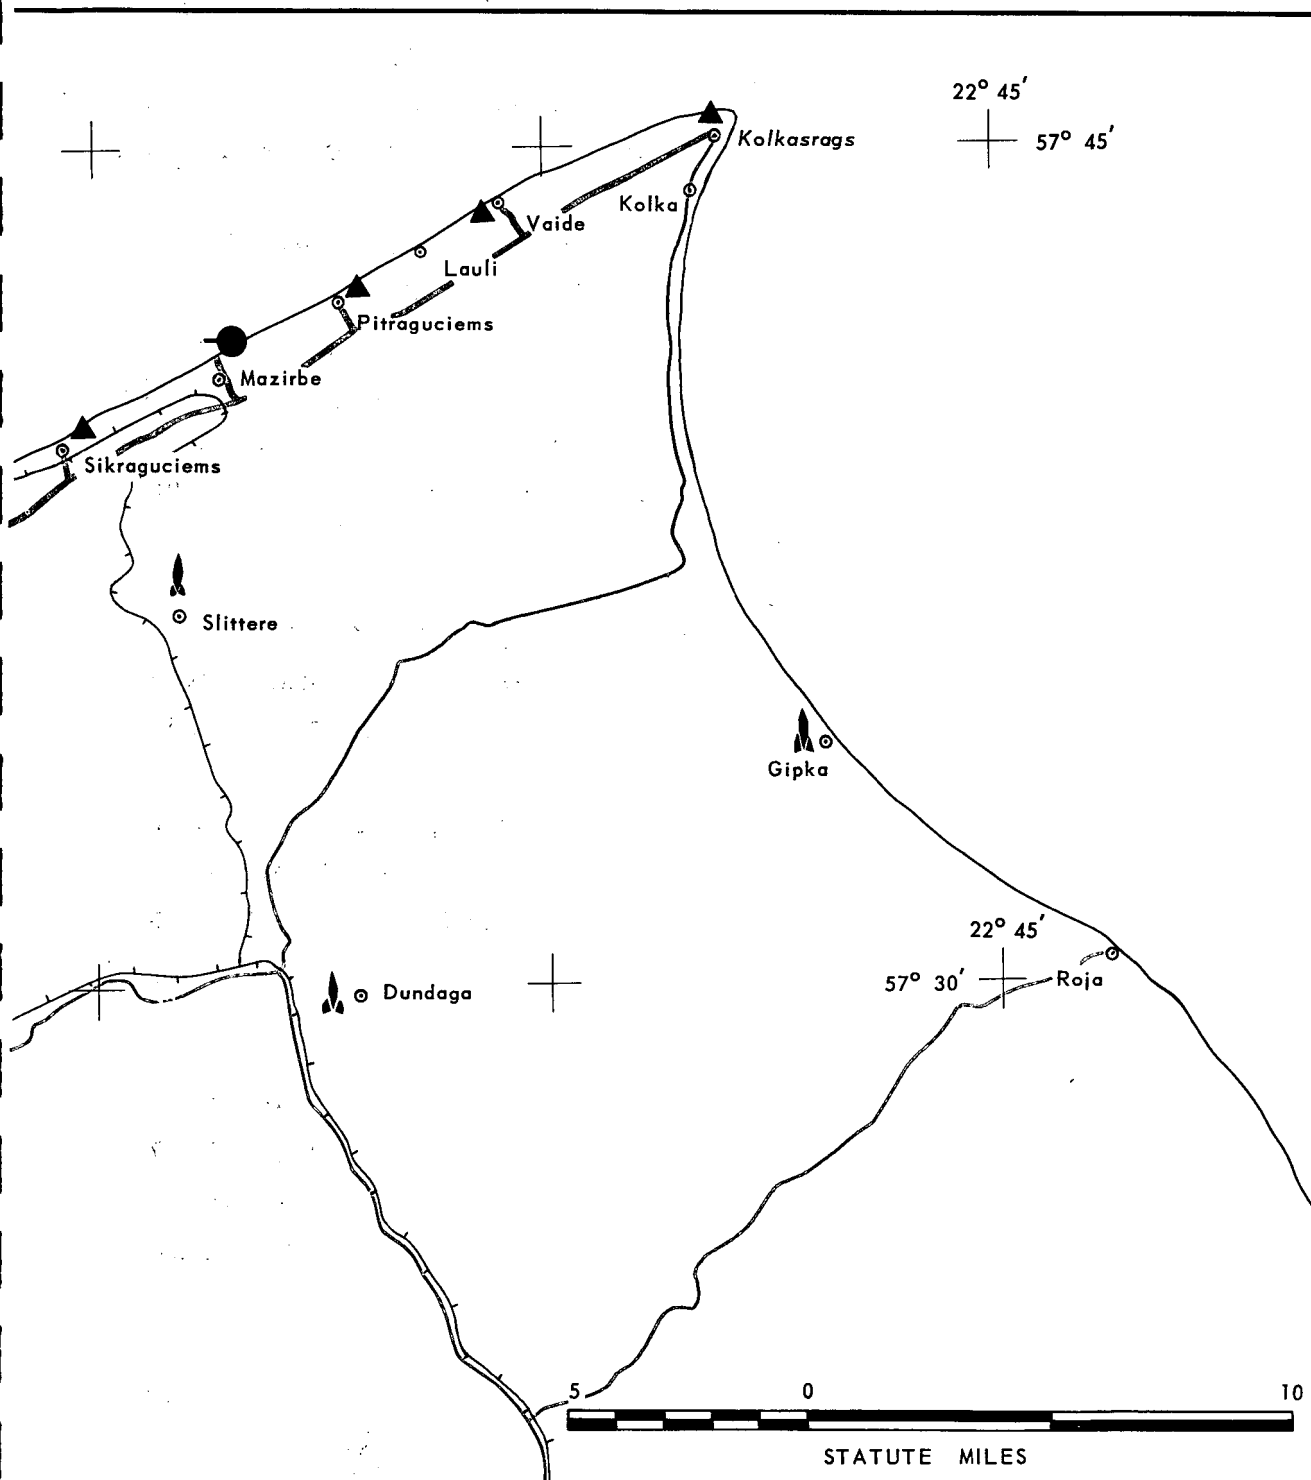 22° 45′
57° 45′
Kolkasrags
Kolka
Vaide
Lauli
Pitraguciems
Mazirbe
Sikraguciems
Slittere
Gipka
22° 45′
57° 30′
Roja
Dundaga
5 0 10
STATUTE MILES